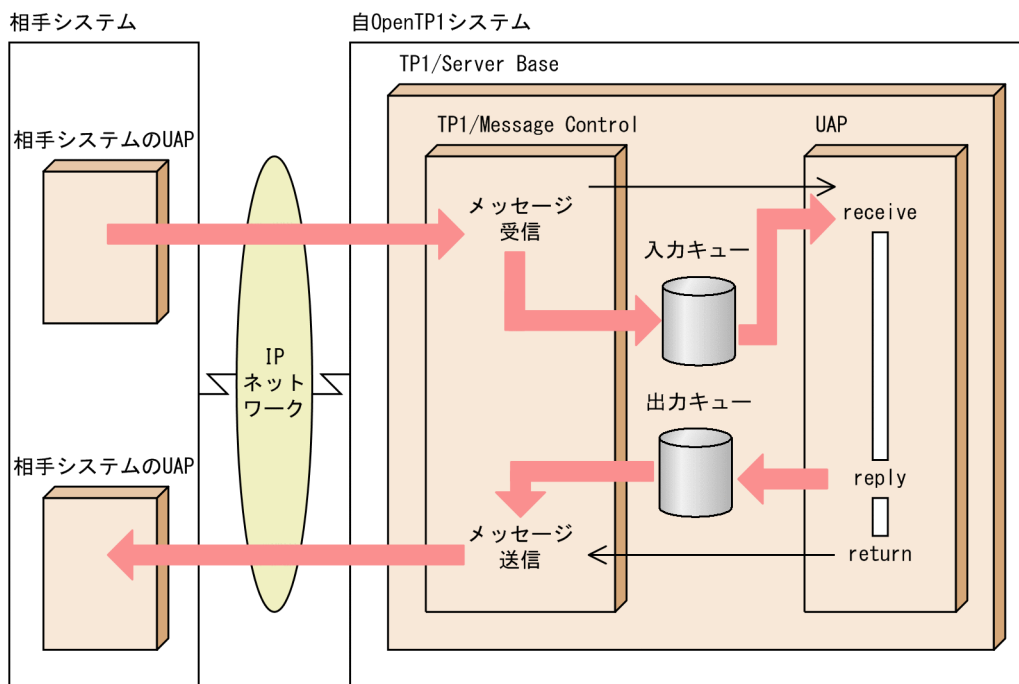 相手システム
自OpenTP1システム
TP1/Server Base
相手システムのUAP
TP1/Message Control
UAP
メッセージ
受信
receive
入力キュー
IP
ネット
ワーク
出力キュー
相手システムのUAP
reply
メッセージ
送信
return